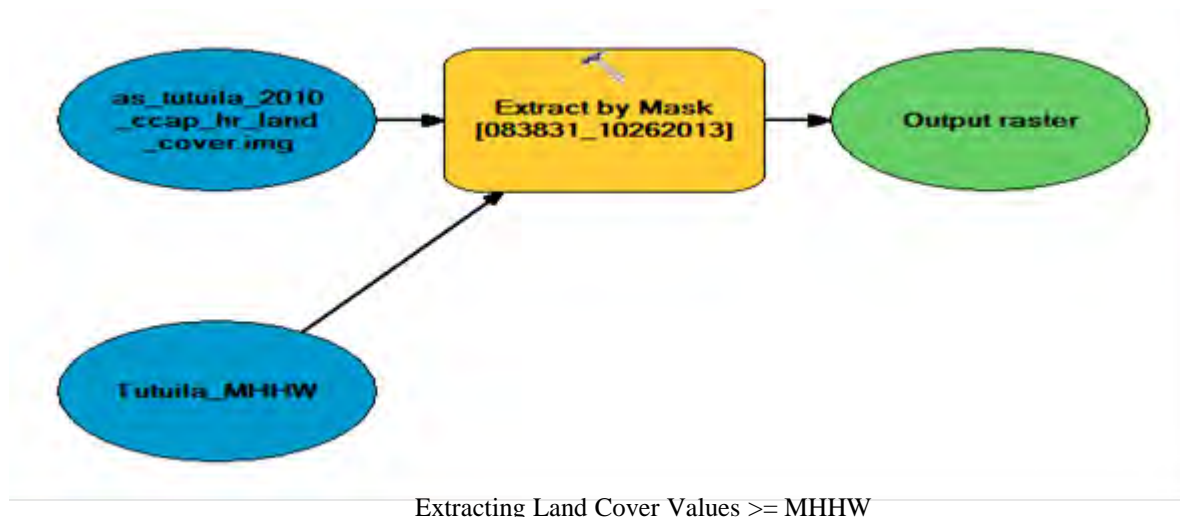 as_tutuila_2010
_ccap_hr_land
_cover.img
Extract by Mask
[083831_10262013]
Output raster
Tutuila_MHHW
Extracting Land Cover Values >= MHHW